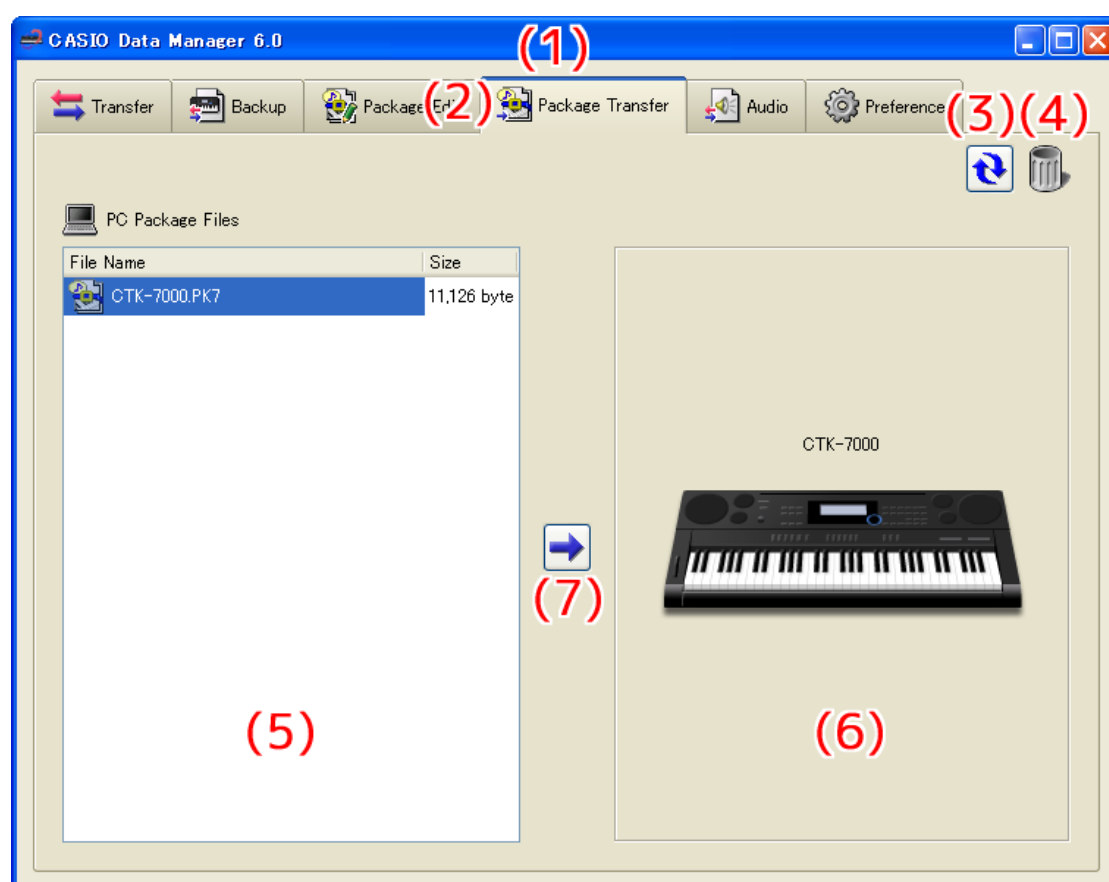 CASIO Data Manager 6.0
(1)
Transfer
Backup
Package Edi
(2)
Package Transfer
Audio
Preference
(3)
(4)
PC Package Files
File Name
Size
CTK-7000.PK7
11,126 byte
CTK-7000
(7)
(5)
(6)